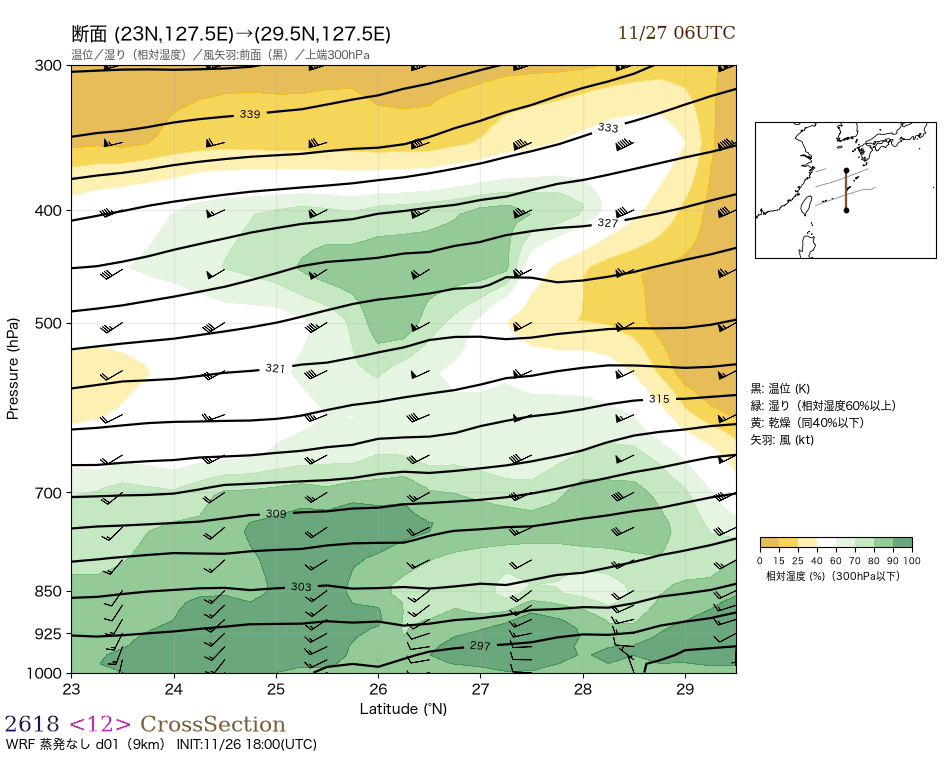 断面 (23N,127.5E)→(29.5N,127.5E)
11/27 06UTC
温位／湿り（相対湿度）／風矢羽:前面（黒）／上端300hPa
300
400
500
700
850
925
1000
Pressure (hPa)
339
333
327
321
315
309
303
297
23 24 25 26 27 28 29
Latitude (°N)
黒: 温位 (K)
緑: 湿り（相対湿度60%以上）
黄: 乾燥（同40%以下）
矢羽: 風 (kt)
0 15 25 40 60 70 80 90 100
相対湿度 (%)（300hPa以下）
2618 <12> CrossSection
WRF 蒸発なし d01（9km） INIT:11/26 18:00(UTC)